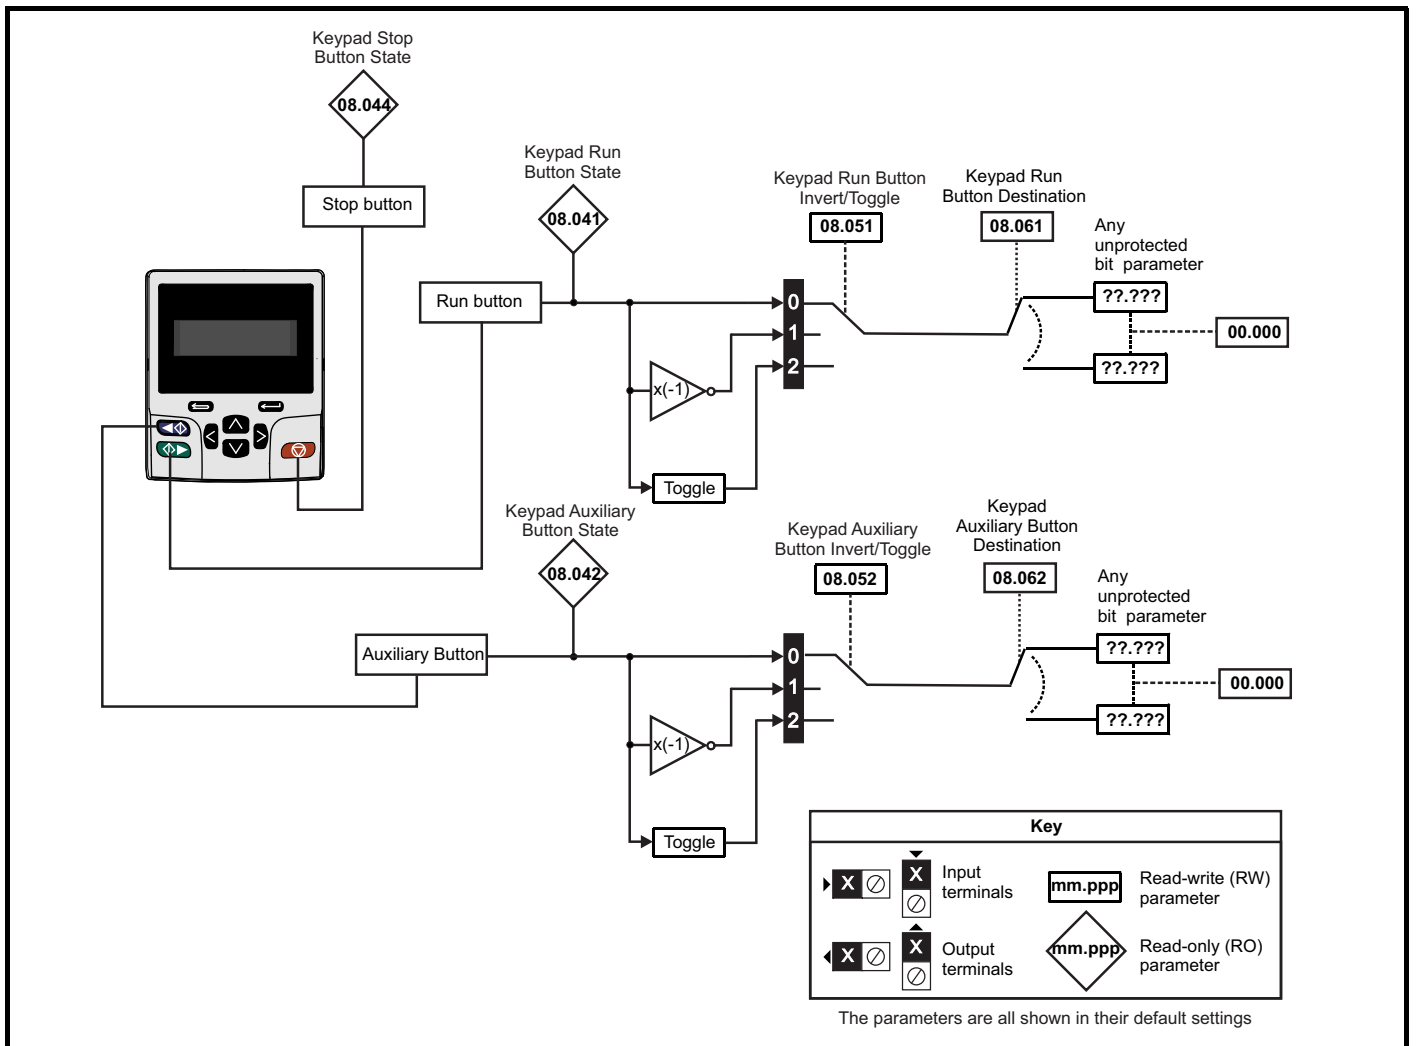 Keypad Stop
Button State
08.044
Stop button
Keypad Run
Button State
08.041
Run button
Keypad Run Button
Invert/Toggle
08.051
Keypad Run
Button Destination
08.061
Any
unprotected
bit parameter
??.???
??.???
00.000
0
1
2
x(-1)
Toggle
Keypad Auxiliary
Button State
08.042
Auxiliary Button
Keypad Auxiliary
Button Invert/Toggle
08.052
Keypad
Auxiliary Button
Destination
08.062
Any
unprotected
bit parameter
??.???
??.???
00.000
0
1
2
x(-1)
Toggle
Key
X
X
Input
terminals
mm.ppp
Read-write (RW)
parameter
X
X
Output
terminals
mm.ppp
Read-only (RO)
parameter
The parameters are all shown in their default settings